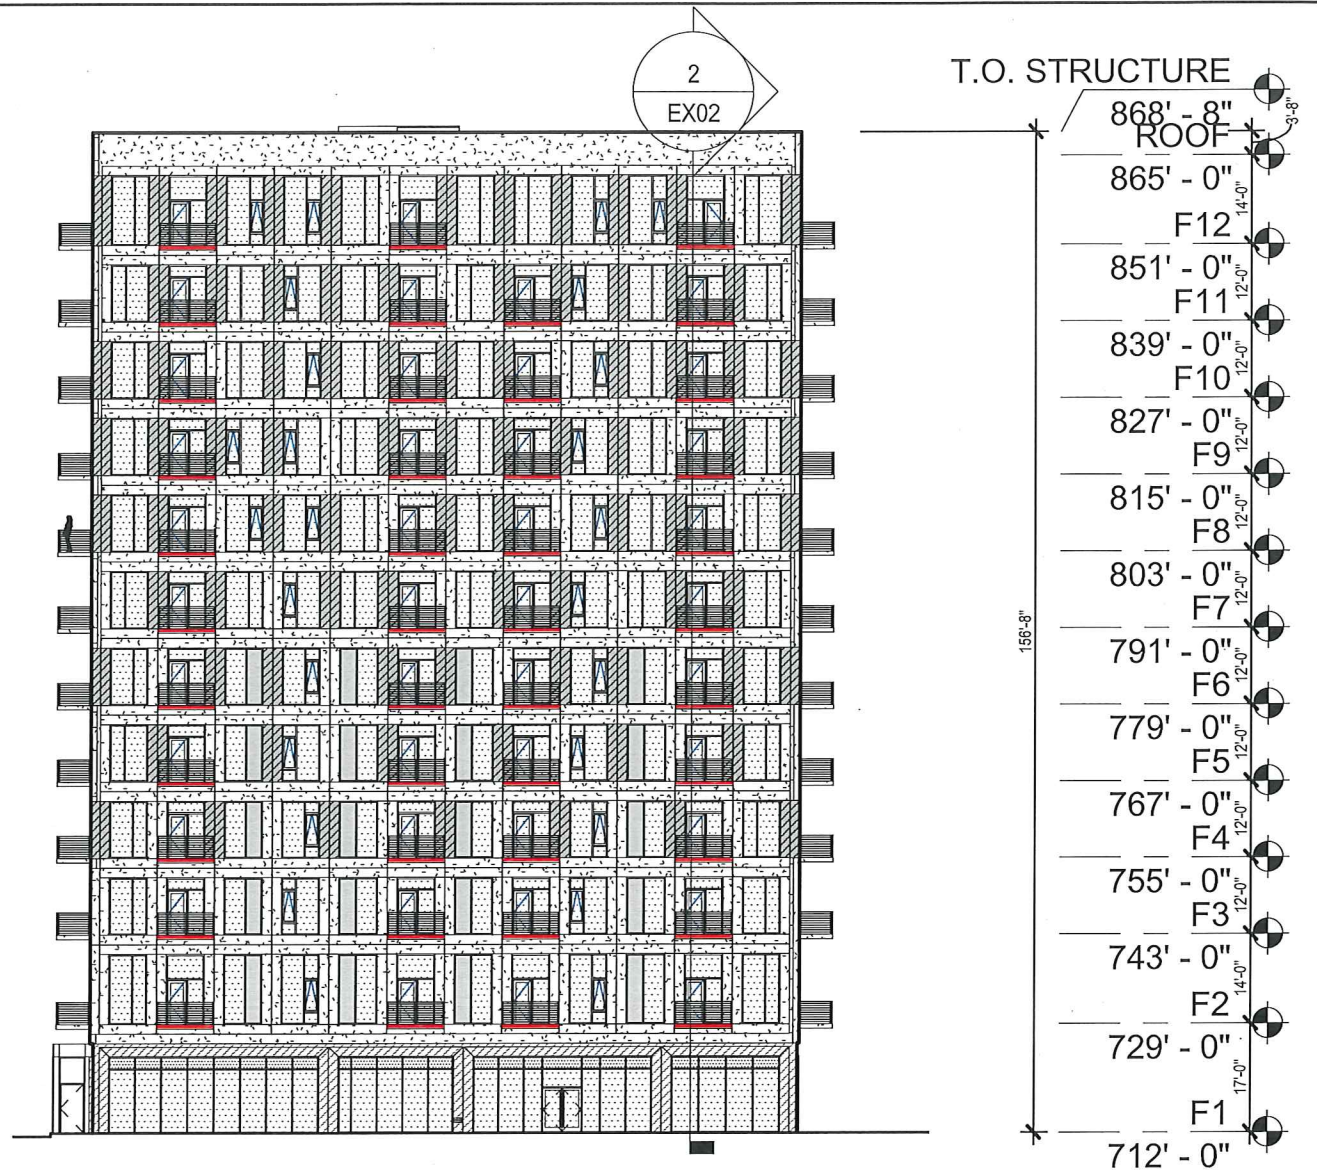 2
EX02
T.O. STRUCTURE
868' - 8"
3'-8"
ROOF
865' - 0"
14'-0"
F12
851' - 0"
12'-0"
F11
839' - 0"
12'-0"
F10
827' - 0"
12'-0"
F9
815' - 0"
12'-0"
F8
803' - 0"
12'-0"
F7
791' - 0"
12'-0"
F6
779' - 0"
12'-0"
F5
767' - 0"
12'-0"
F4
755' - 0"
12'-0"
F3
743' - 0"
14'-0"
F2
729' - 0"
17'-0"
F1
712' - 0"
156'-8"